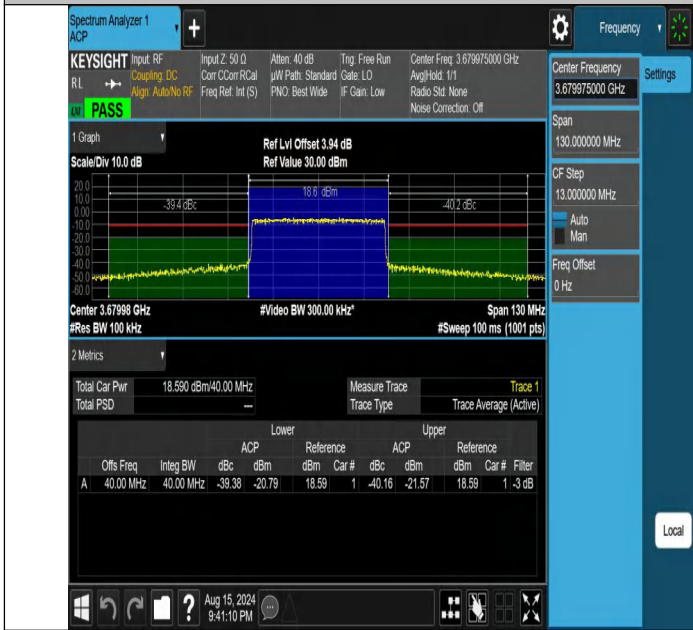 Spectrum Analyzer 1
ACP
+
Frequency
KEYSIGHT
RL
PASS
Input: RF
Coupling: DC
Align: Auto/No RF
Input Z: 50 Ω
Corr CCorr RCal
Freq Ref: Int (S)
Atten: 40 dB
µW Path: Standard
PNO: Best Wide
Trig: Free Run
Gate: LO
IF Gain: Low
Center Freq: 3.679975000 GHz
Avg|Hold: 1/1
Radio Std: None
Noise Correction: Off
Center Frequency
3.679975000 GHz
Settings
Span
130.000000 MHz
CF Step
13.000000 MHz
Auto
Man
Freq Offset
0 Hz
1 Graph
Scale/Div 10.0 dB
Ref Lvl Offset 3.94 dB
Ref Value 30.00 dBm
20.0
10.0
0.00
-10.0
-20.0
-30.0
-40.0
-50.0
-60.0
-39.4 dBc
18.6 dBm
-40.2 dBc
Center 3.67998 GHz
#Video BW 300.00 kHz*
Span 130 MHz
#Res BW 100 kHz
#Sweep 100 ms (1001 pts)
2 Metrics
Total Car Pwr 18.590 dBm/40.00 MHz
Total PSD ---
Measure Trace Trace 1
Trace Type Trace Average (Active)
Lower Upper
ACP Reference ACP Reference
Offs Freq Integ BW dBc dBm dBm Car # dBc dBm dBm Car # Filter
A 40.00 MHz 40.00 MHz -39.38 -20.79 18.59 1 -40.16 -21.57 18.59 1 -3 dB
Local
?
Aug 15, 2024
9:41:10 PM